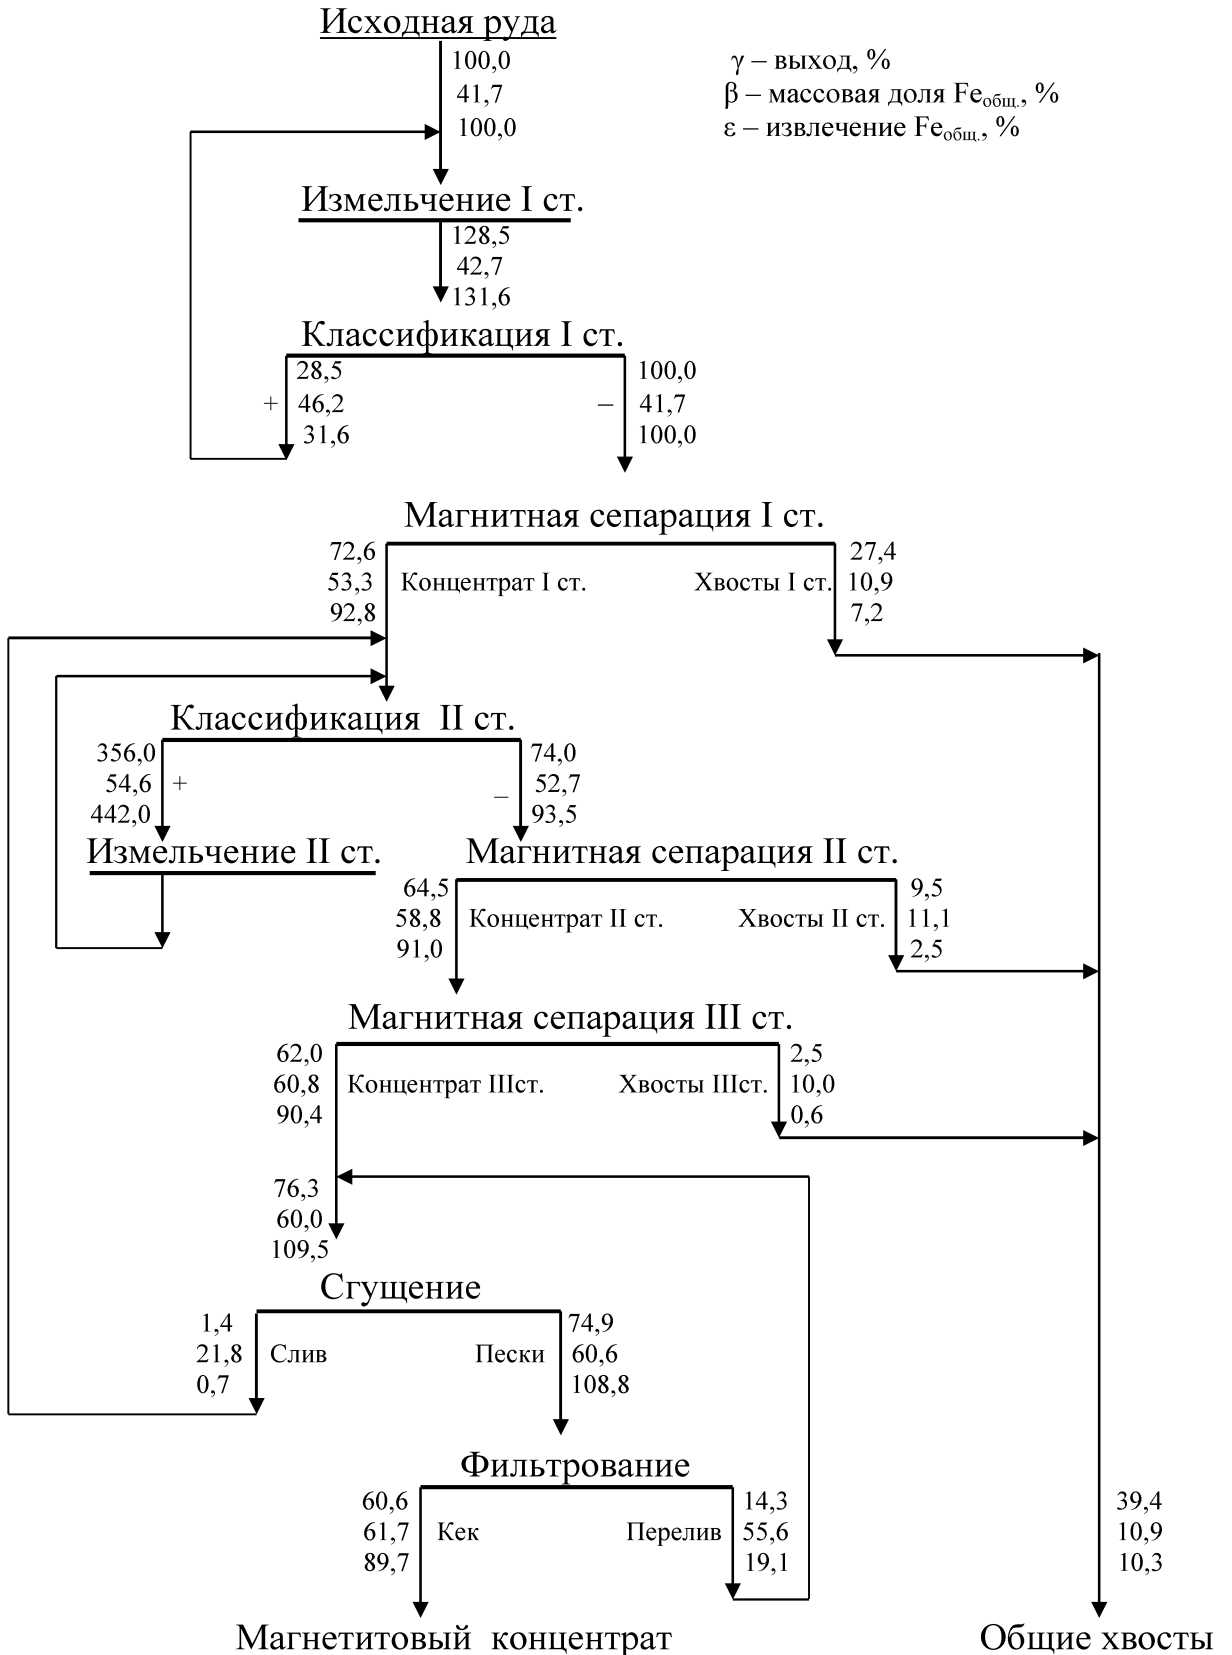 Исходная руда
100,0
41,7
100,0
γ – выход, %
β – массовая доля Feобщ., %
ε – извлечение Feобщ., %
Измельчение I ст.
128,5
42,7
131,6
Классификация I ст.
28,5
+ 46,2
31,6
100,0
– 41,7
100,0
Магнитная сепарация I ст.
72,6
53,3
92,8
Концентрат I ст.
Хвосты I ст.
27,4
10,9
7,2
Классификация II ст.
356,0
54,6 +
442,0
74,0
– 52,7
93,5
Измельчение II ст.
Магнитная сепарация II ст.
64,5
58,8
91,0
Концентрат II ст.
Хвосты II ст.
9,5
11,1
2,5
Магнитная сепарация III ст.
62,0
60,8
90,4
Концентрат IIIст.
Хвосты IIIст.
2,5
10,0
0,6
76,3
60,0
109,5
Сгущение
1,4
21,8
0,7
Слив
Пески
74,9
60,6
108,8
Фильтрование
60,6
61,7
89,7
Кек
Перелив
14,3
55,6
19,1
39,4
10,9
10,3
Магнетитовый концентрат
Общие хвосты